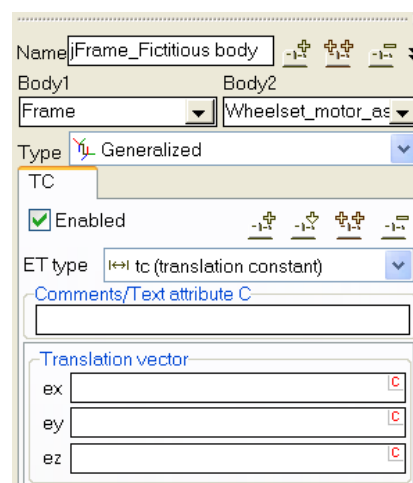 Name jFrame_Fictitious body
Body1 Body2
Frame Wheelset_motor_as
Type Generalized
TC
Enabled
ET type tc (translation constant)
Comments/Text attribute C
Translation vector
ex C
ey C
ez C